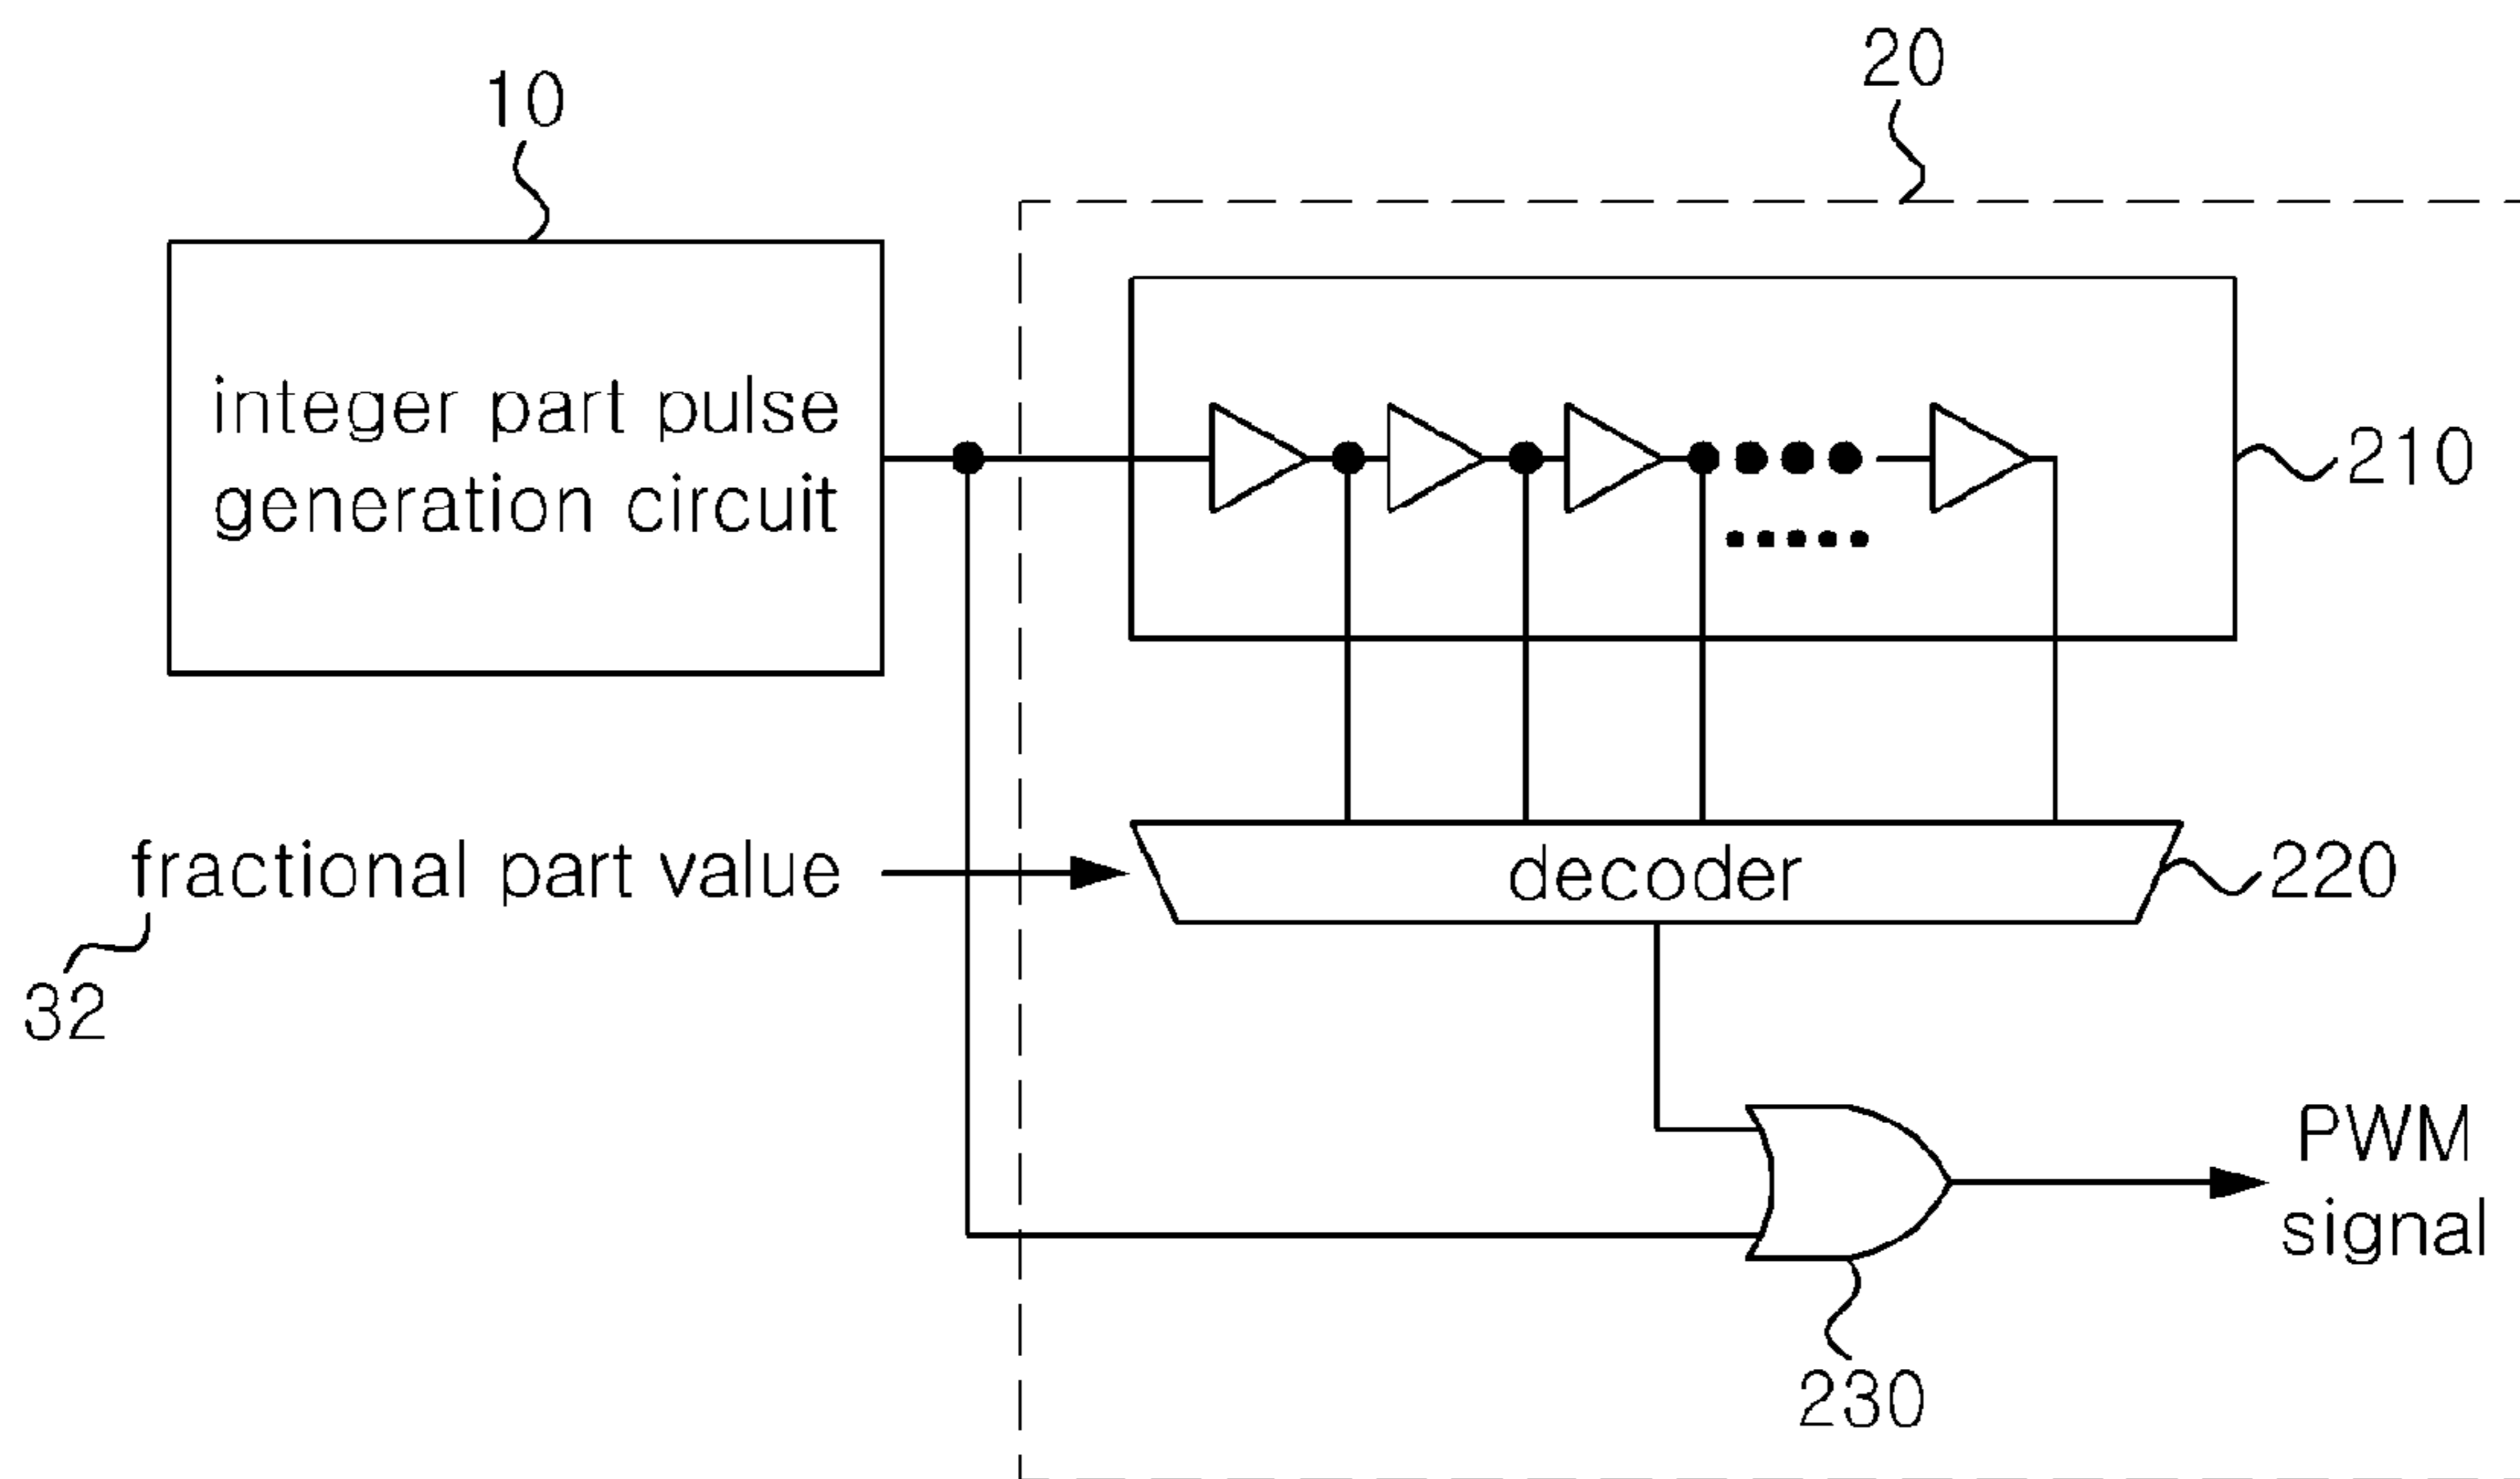 20
10
integer part pulse
generation circuit
210
fractional part value
decoder
220
32
PWM
signal
230